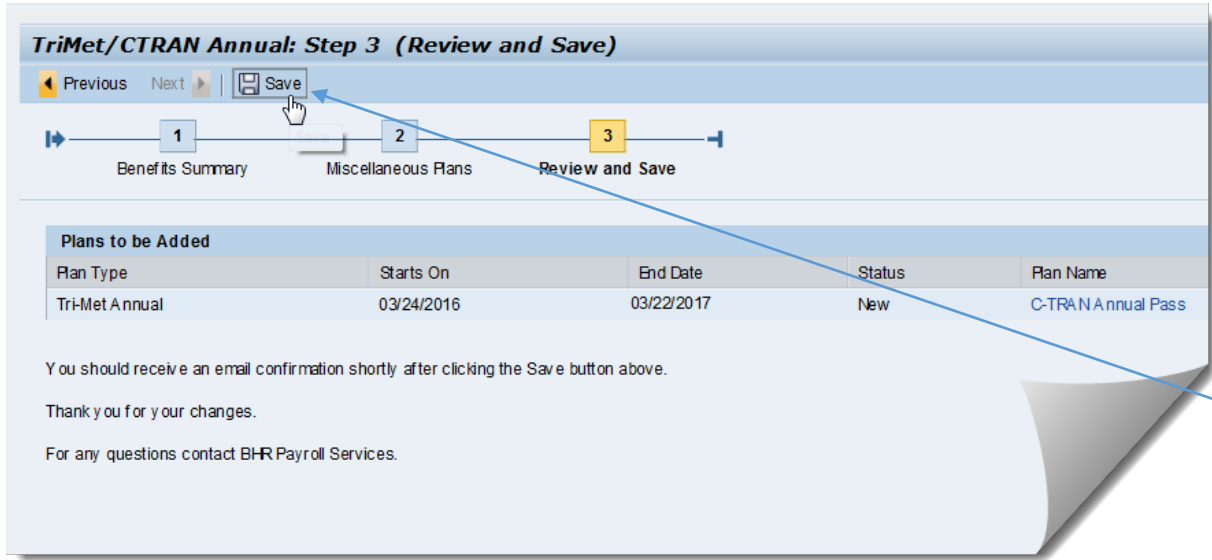 TriMet/CTRAN Annual: Step 3 (Review and Save)
Previous Next Save
1 Save 2 3
Benefits Summary Miscellaneous Plans Review and Save
Plans to be Added
Plan Type Starts On End Date Status Plan Name
Tri-Met Annual 03/24/2016 03/22/2017 New C-TRAN Annual Pass
You should receive an email confirmation shortly after clicking the Save button above.
Thank you for your changes.
For any questions contact BHR Payroll Services.